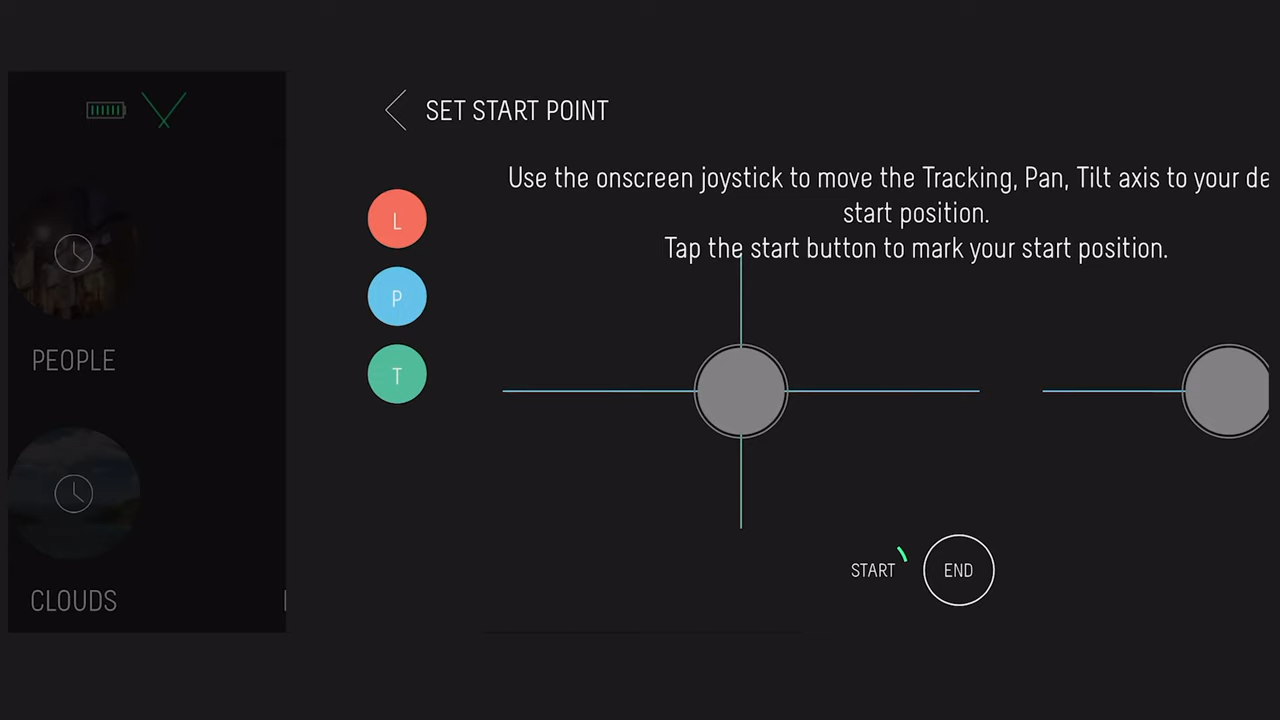 SET START POINT
Use the onscreen joystick to move the Tracking, Pan, Tilt axis to your de
start position.
Tap the start button to mark your start position.
L
P
T
PEOPLE
CLOUDS
START
END